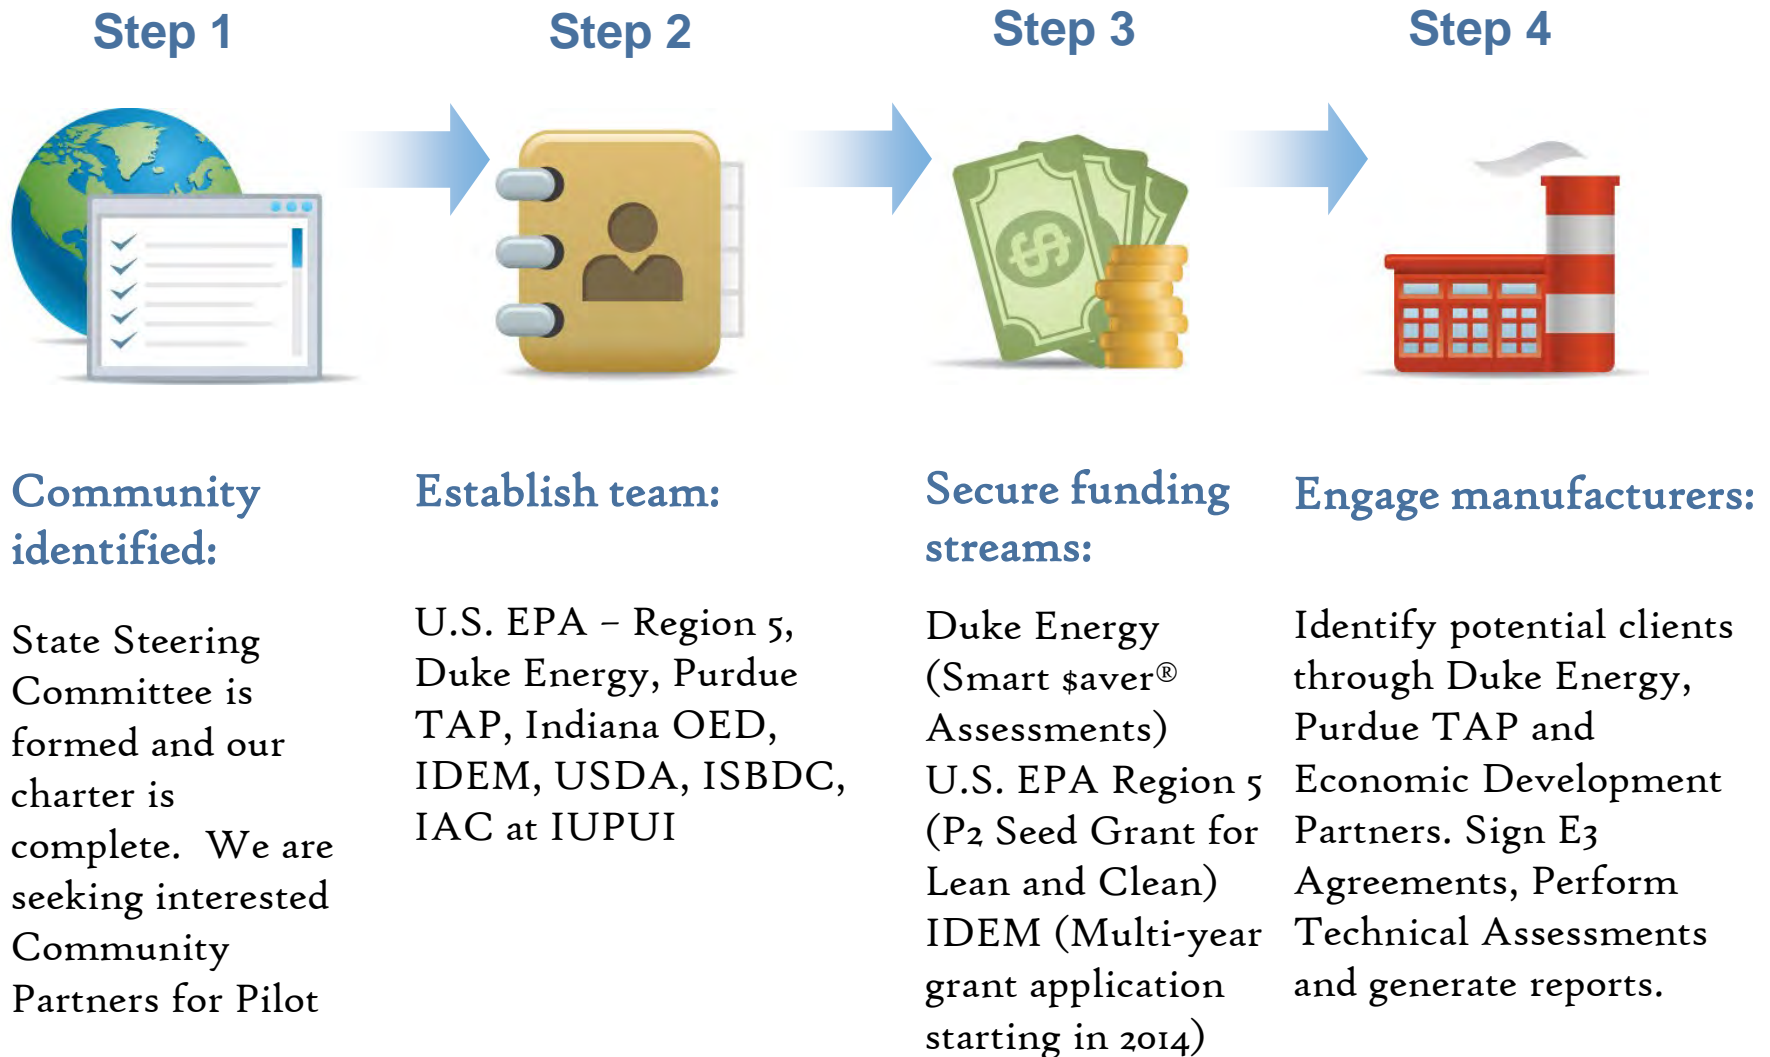 Step 1
Step 2
Step 3
Step 4
Community
identified:
State Steering
Committee is
formed and our
charter is
complete.  We are
seeking interested
Community
Partners for Pilot
Establish team:
U.S. EPA – Region 5,
Duke Energy, Purdue
TAP, Indiana OED,
IDEM, USDA, ISBDC,
IAC at IUPUI
Secure funding
streams:
Duke Energy
(Smart $aver®
Assessments)
U.S. EPA Region 5
(P2 Seed Grant for
Lean and Clean)
IDEM (Multi-year
grant application
starting in 2014)
Engage manufacturers:
Identify potential clients
through Duke Energy,
Purdue TAP and
Economic Development
Partners. Sign E3
Agreements, Perform
Technical Assessments
and generate reports.